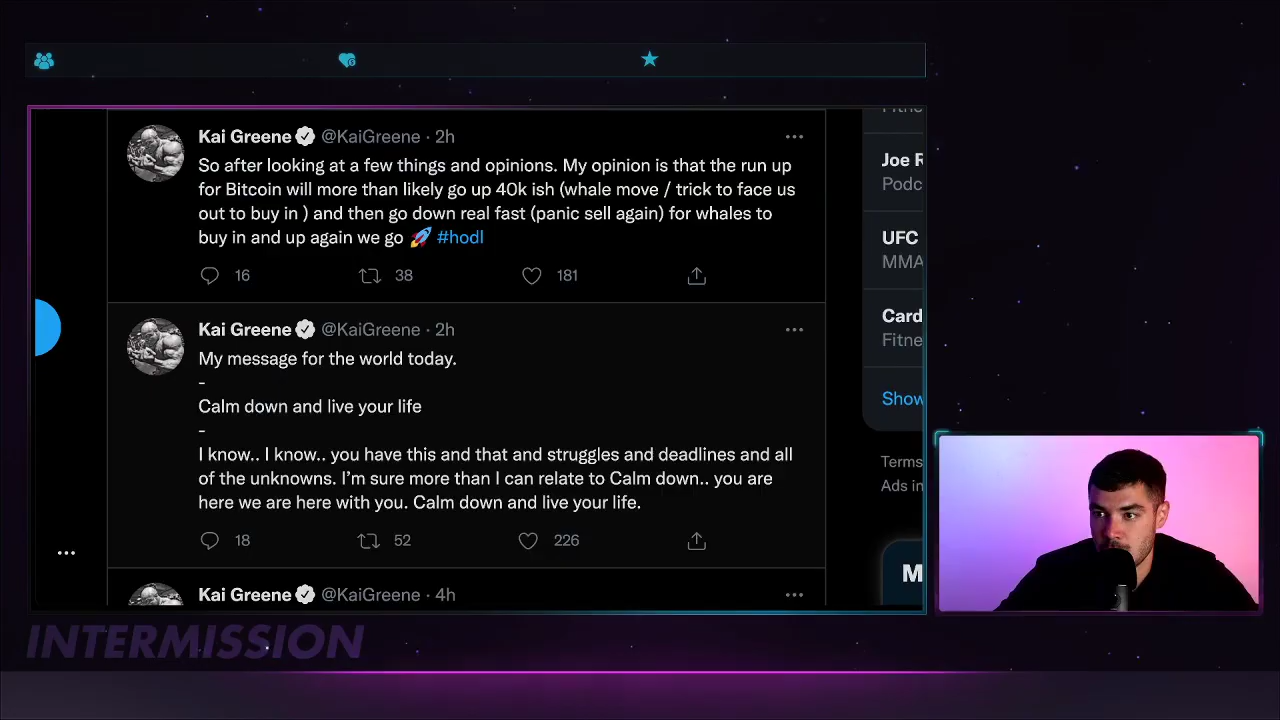 Kai Greene @KaiGreene · 2h
So after looking at a few things and opinions. My opinion is that the run up
for Bitcoin will more than likely go up 40k ish (whale move / trick to face us
out to buy in ) and then go down real fast (panic sell again) for whales to
buy in and up again we go 🚀 #hodl
16 38 181
Kai Greene @KaiGreene · 2h
My message for the world today.
-
Calm down and live your life
-
I know.. I know.. you have this and that and struggles and deadlines and all
of the unknowns. I’m sure more than I can relate to Calm down.. you are
here we are here with you. Calm down and live your life.
18 52 226
Kai Greene @KaiGreene · 4h
Joe R
Podc
UFC
MMA
Card
Fitne
Show
Terms
Ads in
M
INTERMISSION